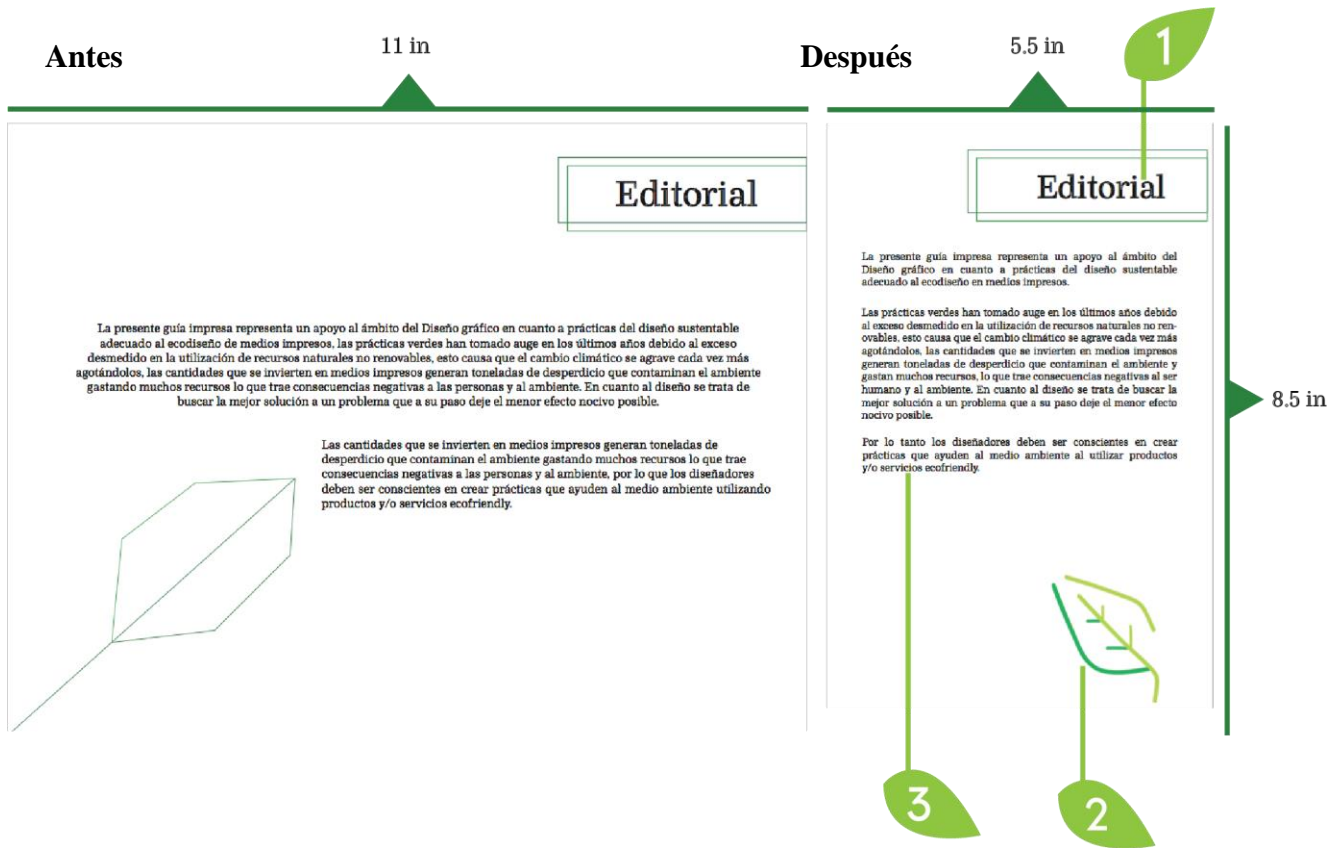 Antes
11 in
Editorial
La presente guía impresa representa un apoyo al ámbito del Diseño gráfico en cuanto a prácticas del diseño sustentable
adecuado al ecodiseño de medios impresos, las prácticas verdes han tomado auge en los últimos años debido al exceso
desmedido en la utilización de recursos naturales no renovables, esto causa que el cambio climático se agrave cada vez más
agotándolos, las cantidades que se invierten en medios impresos generan toneladas de desperdicio que contaminan el ambiente
gastando muchos recursos lo que trae consecuencias negativas a las personas y al ambiente. En cuanto al diseño se trata de
buscar la mejor solución a un problema que a su paso deje el menor efecto nocivo posible.
Las cantidades que se invierten en medios impresos generan toneladas de
desperdicio que contaminan el ambiente gastando muchos recursos lo que trae
consecuencias negativas a las personas y al ambiente, por lo que los diseñadores
deben ser conscientes en crear prácticas que ayuden al medio ambiente utilizando
productos y/o servicios ecofriendly.
Después
5.5 in
1
Editorial
La presente guía impresa representa un apoyo al ámbito del
Diseño gráfico en cuanto a prácticas del diseño sustentable
adecuado al ecodiseño en medios impresos.
Las prácticas verdes han tomado auge en los últimos años debido
al exceso desmedido en la utilización de recursos naturales no ren-
ovables, esto causa que el cambio climático se agrave cada vez más
agotándolos, las cantidades que se invierten en medios impresos
generan toneladas de desperdicio que contaminan el ambiente y
gastan muchos recursos, lo que trae consecuencias negativas al ser
humano y al ambiente. En cuanto al diseño se trata de buscar la
mejor solución a un problema que a su paso deje el menor efecto
nocivo posible.
Por lo tanto los diseñadores deben ser conscientes en crear
prácticas que ayuden al medio ambiente al utilizar productos
y/o servicios ecofriendly.
8.5 in
3
2